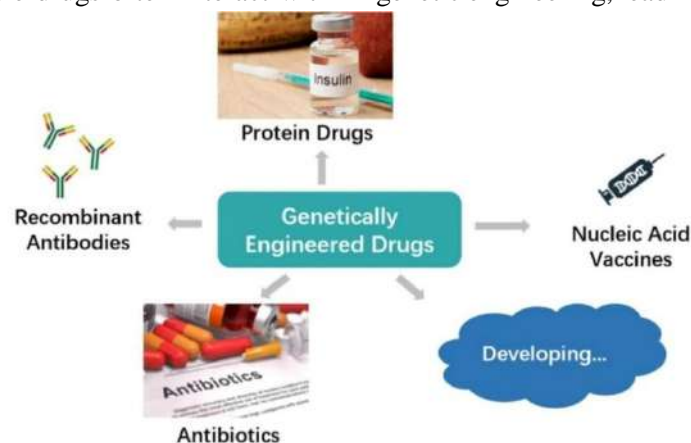 Insulin
Protein Drugs
Recombinant
Antibodies
Genetically
Engineered Drugs
Nucleic Acid
Vaccines
Antibiotics
Developing...
Antibiotics